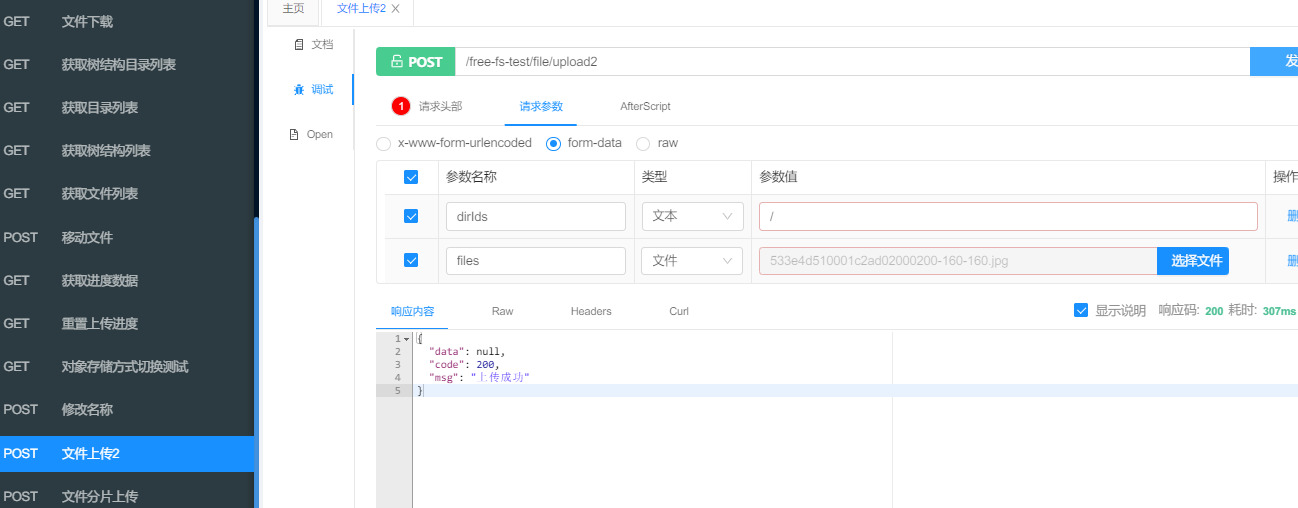 GET 文件下载
GET 获取树结构目录列表
GET 获取目录列表
GET 获取树结构列表
GET 获取文件列表
POST 移动文件
GET 获取进度数据
GET 重置上传进度
GET 对象存储方式切换测试
POST 修改名称
POST 文件上传2
POST 文件分片上传
主页 文件上传2
文档
调试
Open
POST /free-fs-test/file/upload2 发
1 请求头部 请求参数 AfterScript
x-www-form-urlencoded form-data raw
参数名称 类型 参数值 操作
dirIds 文本 / 删
files 文件 533e4d510001c2ad02000200-160-160.jpg 选择文件 删
响应内容 Raw Headers Curl 显示说明 响应码: 200 耗时: 307ms
1 {
2 "data": null,
3 "code": 200,
4 "msg": "上传成功"
5 }